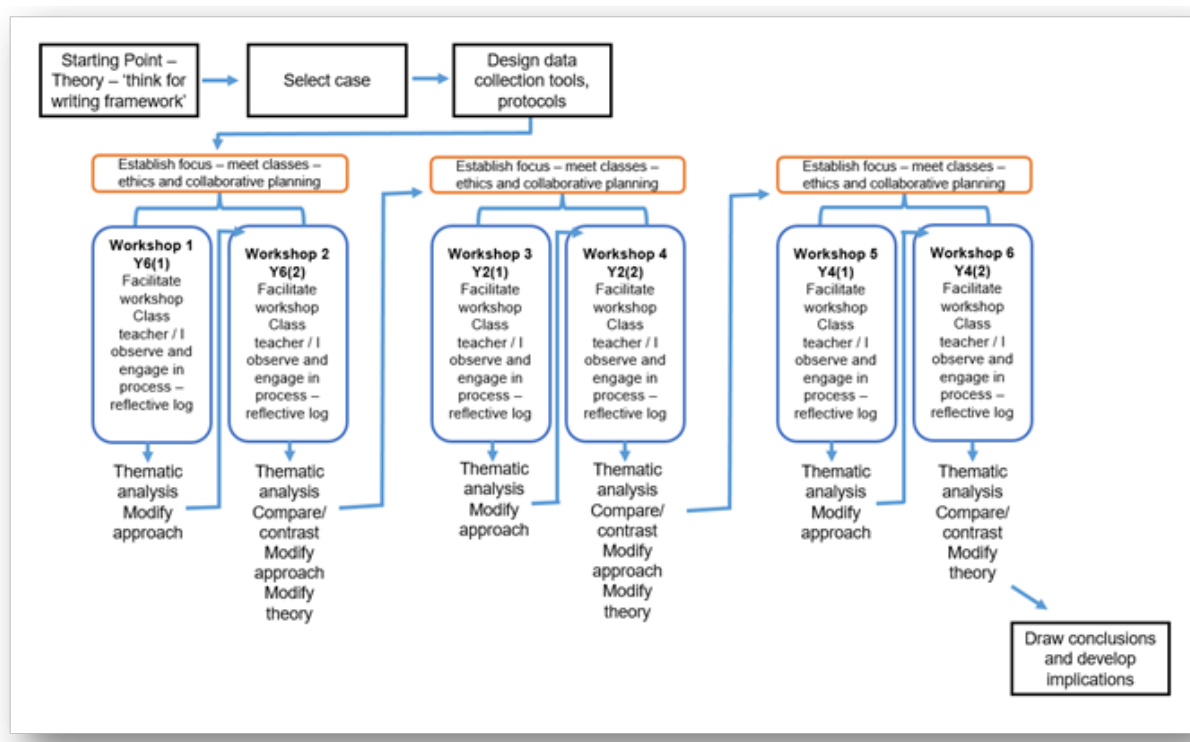 Starting Point –
Theory – ‘think for
writing framework’
Select case
Design data
collection tools,
protocols
Establish focus – meet classes –
ethics and collaborative planning
Establish focus – meet classes –
ethics and collaborative planning
Establish focus – meet classes –
ethics and collaborative planning
Workshop 1
Y6(1)
Facilitate
workshop
Class
teacher / I
observe and
engage in
process –
reflective log
Workshop 2
Y6(2)
Facilitate
workshop
Class
teacher / I
observe and
engage in
process –
reflective log
Workshop 3
Y2(1)
Facilitate
workshop
Class
teacher / I
observe and
engage in
process –
reflective log
Workshop 4
Y2(2)
Facilitate
workshop
Class
teacher / I
observe and
engage in
process –
reflective log
Workshop 5
Y4(1)
Facilitate
workshop
Class
teacher / I
observe and
engage in
process –
reflective log
Workshop 6
Y4(2)
Facilitate
workshop
Class
teacher / I
observe and
engage in
process –
reflective log
Thematic
analysis
Modify
approach
Thematic
analysis
Compare/
contrast
Modify
approach
Modify
theory
Thematic
analysis
Modify
approach
Thematic
analysis
Compare/
contrast
Modify
approach
Modify
theory
Thematic
analysis
Modify
approach
Thematic
analysis
Compare/
contrast
Modify
theory
Draw conclusions
and develop
implications